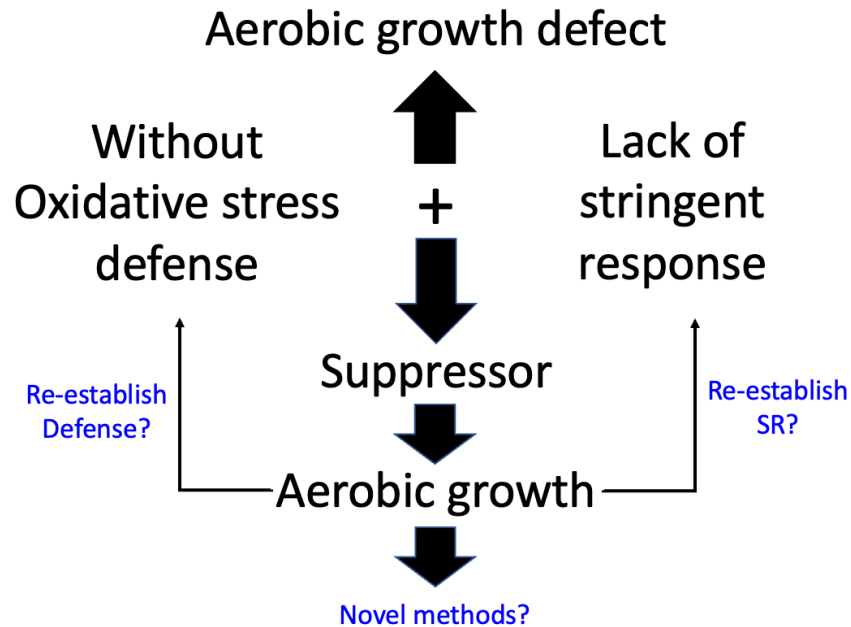 Aerobic growth defect
Without
Oxidative stress
defense
+
Lack of
stringent
response
Suppressor
Re-establish
Defense?
Re-establish
SR?
Aerobic growth
Novel methods?